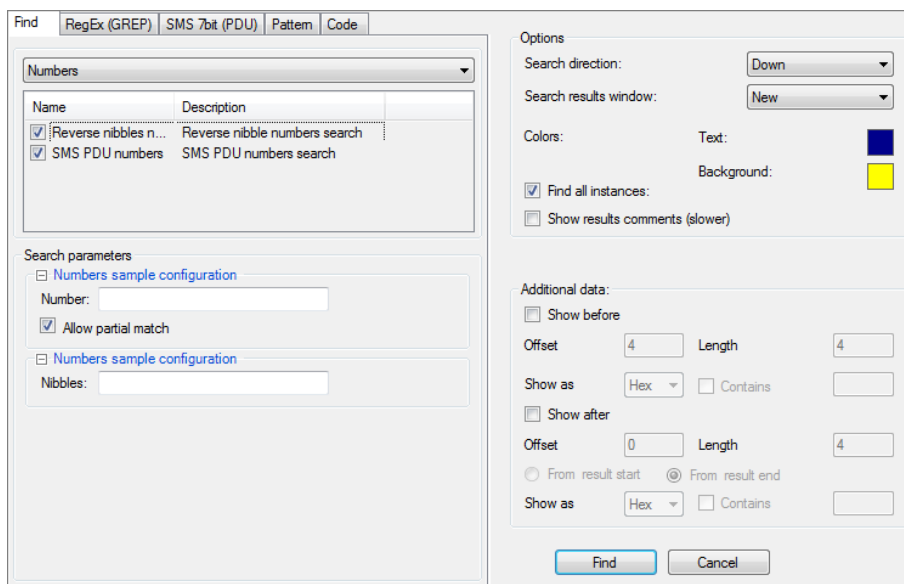 Find RegEx (GREP) SMS 7bit (PDU) Pattern Code
Numbers
Name Description
Reverse nibbles n... Reverse nibble numbers search
SMS PDU numbers SMS PDU numbers search
Search parameters
Numbers sample configuration
Number:
Allow partial match
Numbers sample configuration
Nibbles:
Options
Search direction: Down
Search results window: New
Colors: Text:
Background:
Find all instances:
Show results comments (slower)
Additional data:
Show before
Offset 4 Length 4
Show as Hex Contains
Show after
Offset 0 Length 4
From result start From result end
Show as Hex Contains
Find Cancel